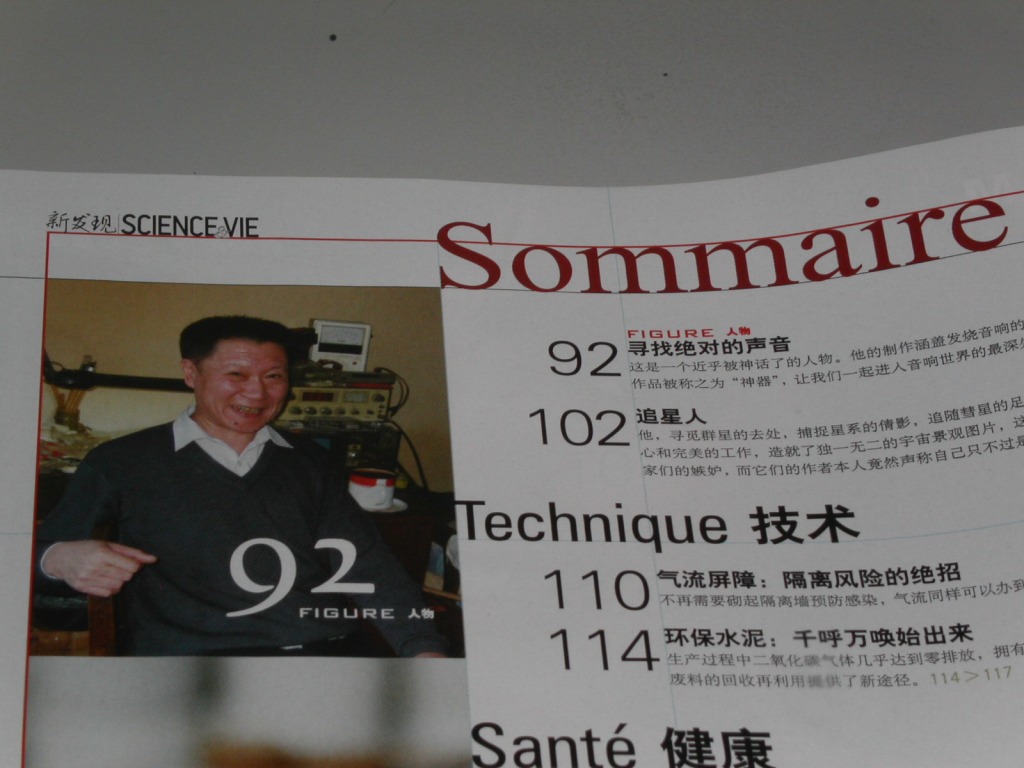 新发现 SCIENCE & VIE
Sommaire
92
FIGURE 人物
92
FIGURE 人物
寻找绝对的声音
这是一个近乎被神话了的人物。他的制作涵盖发烧音响的
作品被称之为“神器”，让我们一起进入音响世界的最深
102
追星人
他，寻觅群星的去处，捕捉星系的倩影，追随彗星的足
心和完美的工作，造就了独一无二的宇宙景观图片，这
家们的嫉妒，而它们的作者本人竟然声称自己只不过是
Technique 技术
110
气流屏障：隔离风险的绝招
不再需要砌起隔离墙预防感染，气流同样可以办到
114
环保水泥：千呼万唤始出来
生产过程中二氧化碳气体几乎达到零排放，拥有
废料的回收再利用提供了新途径。114>117
Santé 健康